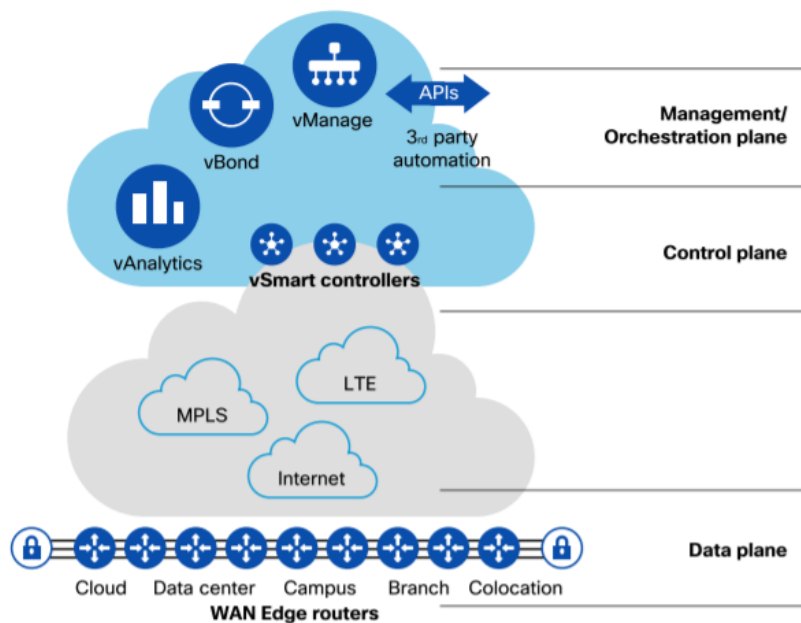 vManage
APIs
3rd party
automation
vBond
vAnalytics
vSmart controllers
Management/
Orchestration plane
Control plane
LTE
MPLS
Internet
Data plane
Cloud Data center Campus Branch Colocation
WAN Edge routers